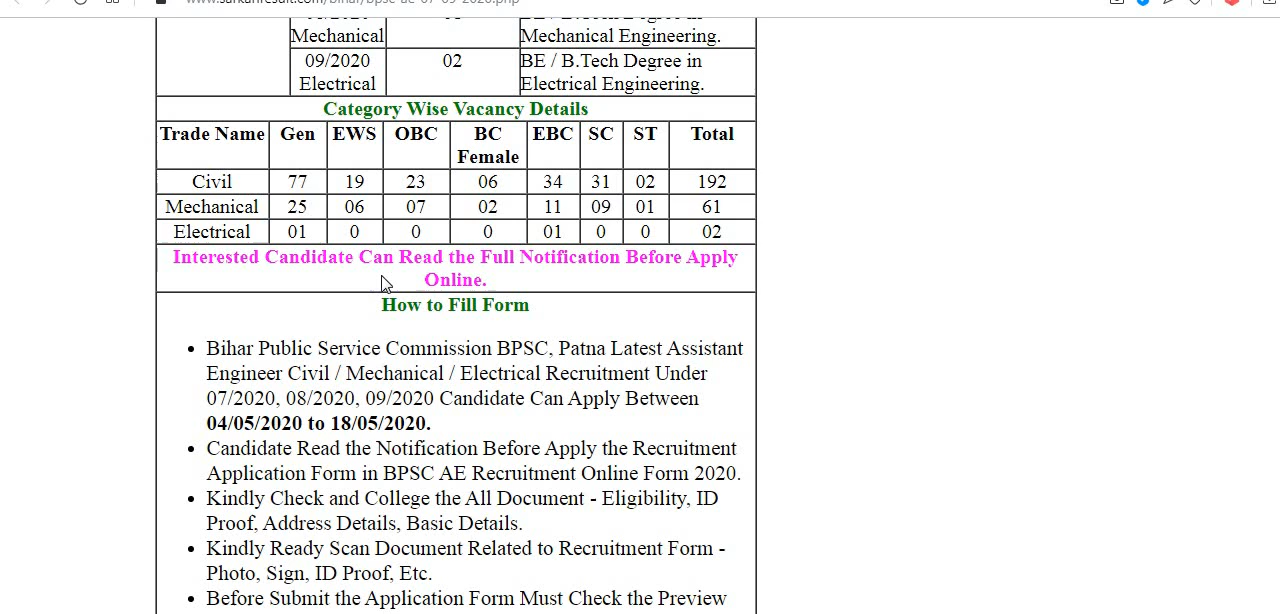 Mechanical
Mechanical Engineering.
09/2020 02 BE / B.Tech Degree in
Electrical Electrical Engineering.
Category Wise Vacancy Details
Trade Name Gen EWS OBC BC EBC SC ST Total
Female
Civil 77 19 23 06 34 31 02 192
Mechanical 25 06 07 02 11 09 01 61
Electrical 01 0 0 0 01 0 0 02
Interested Candidate Can Read the Full Notification Before Apply
Online.
How to Fill Form
• Bihar Public Service Commission BPSC, Patna Latest Assistant
Engineer Civil / Mechanical / Electrical Recruitment Under
07/2020, 08/2020, 09/2020 Candidate Can Apply Between
04/05/2020 to 18/05/2020.
• Candidate Read the Notification Before Apply the Recruitment
Application Form in BPSC AE Recruitment Online Form 2020.
• Kindly Check and College the All Document - Eligibility, ID
Proof, Address Details, Basic Details.
• Kindly Ready Scan Document Related to Recruitment Form -
Photo, Sign, ID Proof, Etc.
• Before Submit the Application Form Must Check the Preview